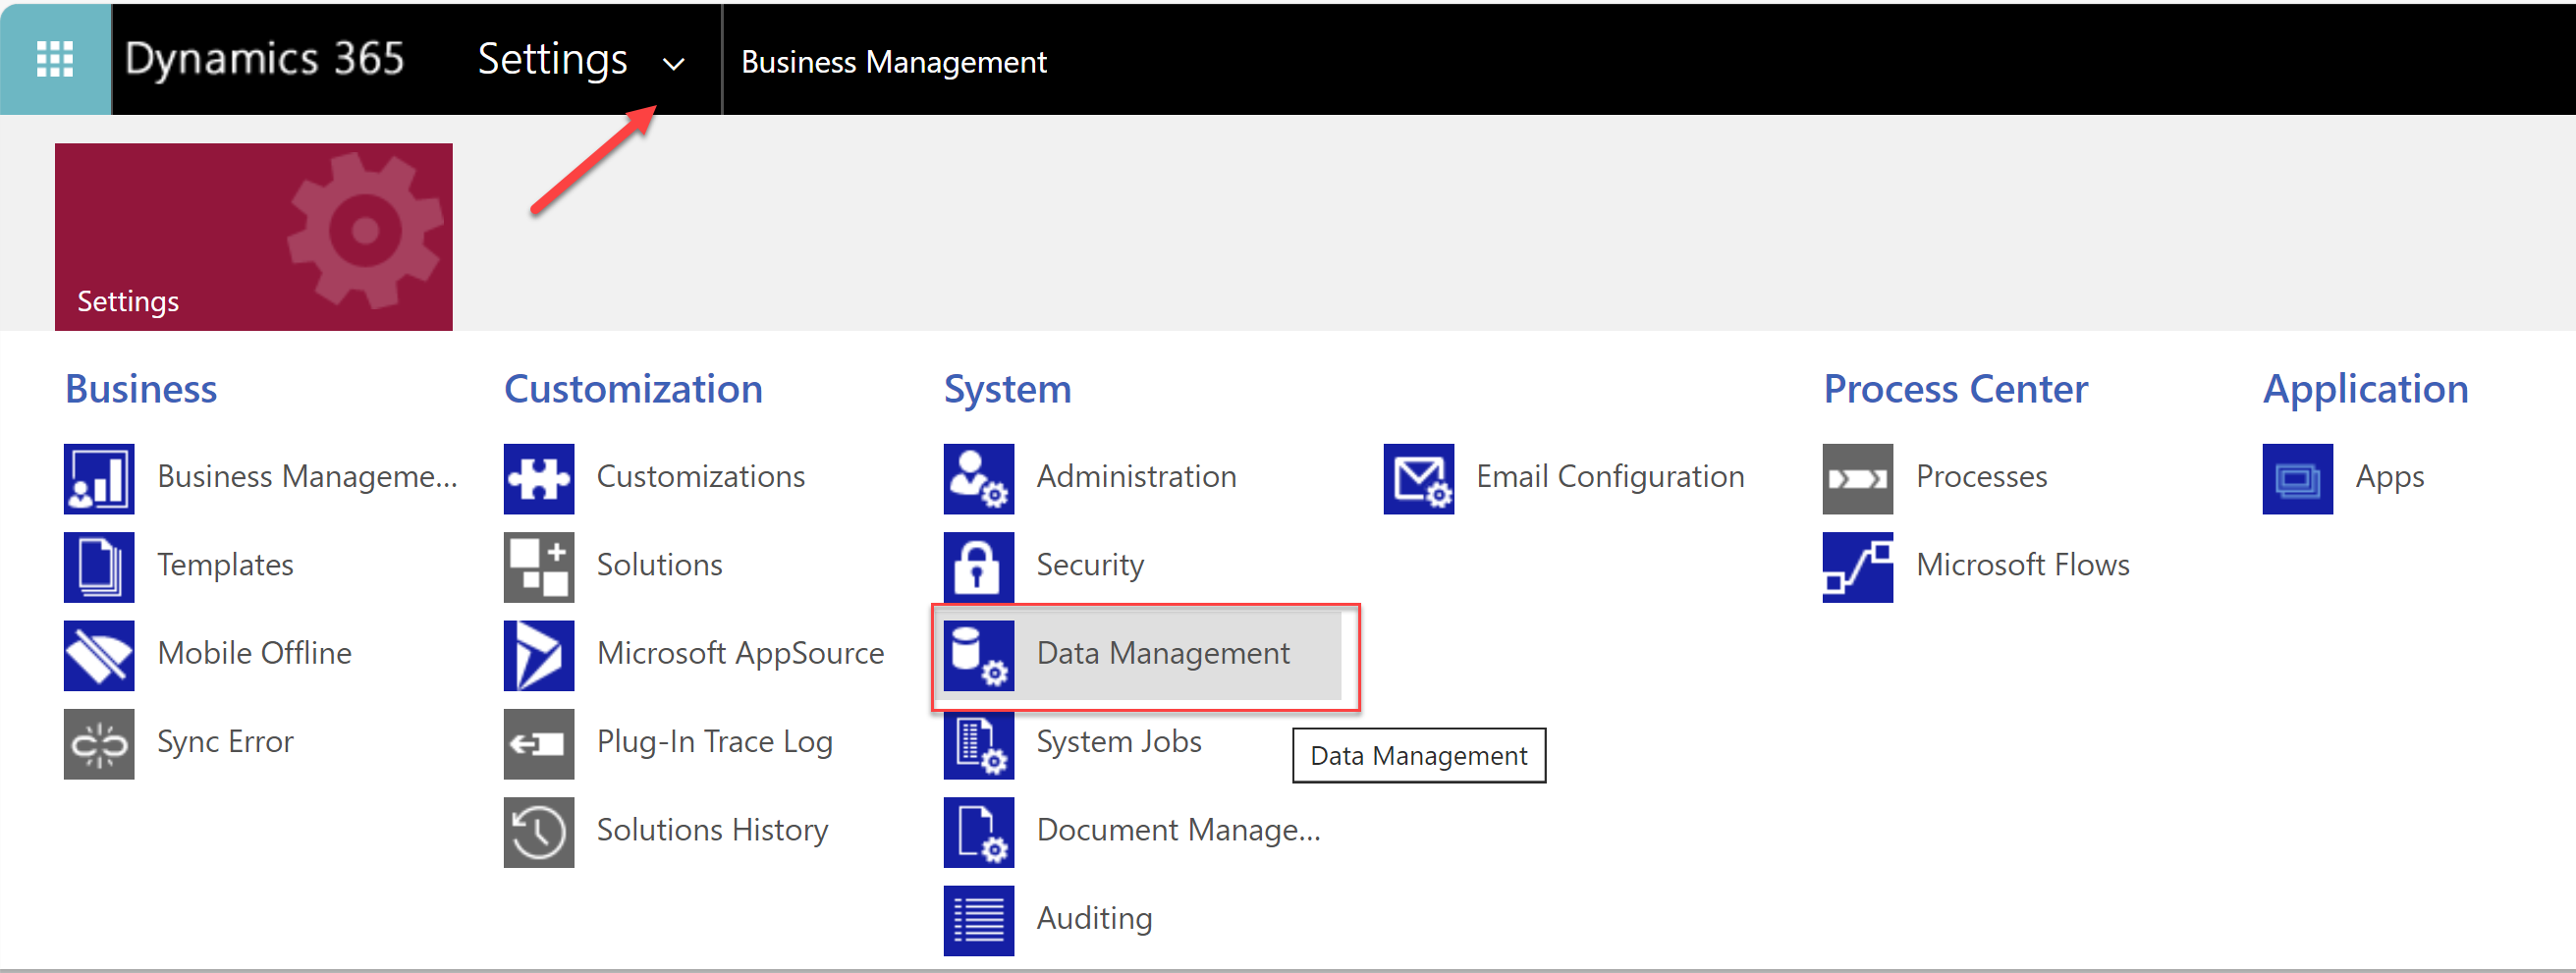 Dynamics 365
Settings
Business Management
Settings
Business
Business Manageme...
Templates
Mobile Offline
Sync Error
Customization
Customizations
Solutions
Microsoft AppSource
Plug-In Trace Log
Solutions History
System
Administration
Security
Data Management
System Jobs
Data Management
Document Manage...
Auditing
Email Configuration
Process Center
Processes
Microsoft Flows
Application
Apps